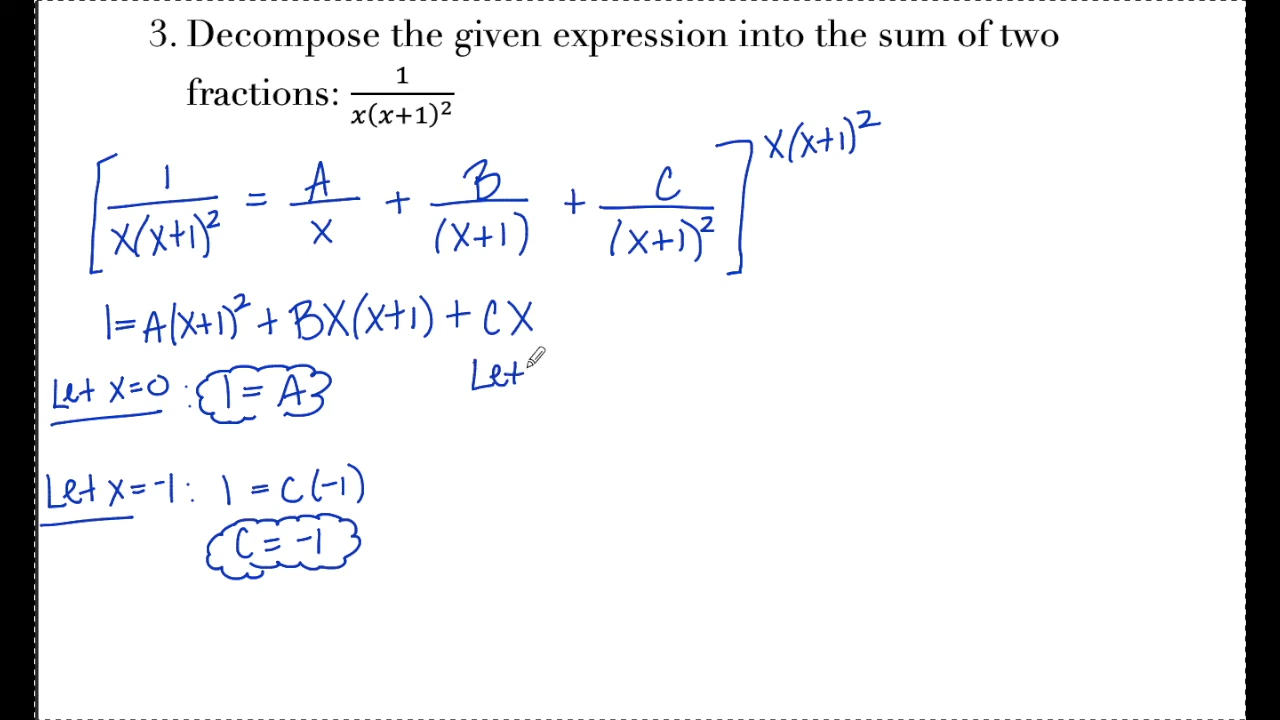 3. Decompose the given expression into the sum of two
fractions: 1/(x(x+1)²)
[1/(x(x+1)²) = A/x + B/(x+1) + C/(x+1)²] x(x+1)²
1=A(x+1)² + BX(x+1) + CX
Let x=0 : 1 = A
Let
Let x=-1 : 1 = C(-1)
C = -1